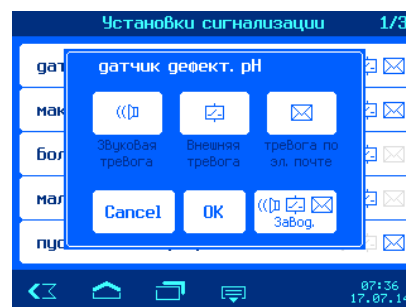 Установки сигнализации 1/3
дат
датчик дефект. pH
мак
Звуковая тревога
Внешняя тревога
тревога по эл. почте
бол
мал
Cancel
OK
Завод.
пус
07:36
17.07.14